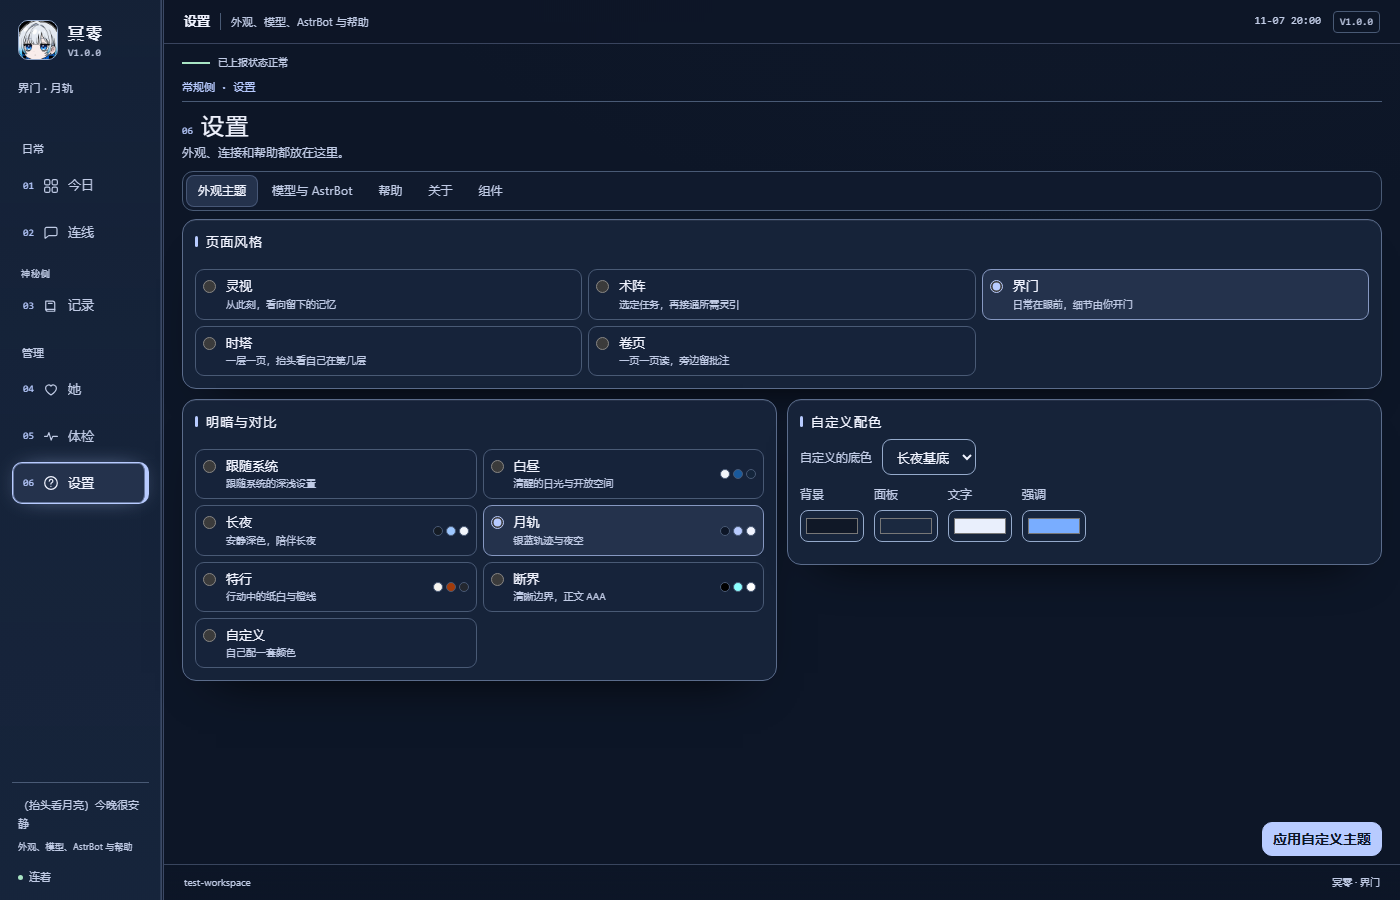 冥零
V1.0.0
界门 · 月轨
日常
01 今日
02 连线
神秘侧
03 记录
管理
04 她
05 体检
06 设置
（抬头看月亮）今晚很安
静
外观、模型、AstrBot 与帮助
连着
设置 外观、模型、AstrBot 与帮助
11-07 20:00 V1.0.0
已上报状态正常
常规侧 · 设置
06 设置
外观、连接和帮助都放在这里。
外观主题 模型与 AstrBot 帮助 关于 组件
页面风格
灵视
从此刻，看向留下的记忆
术阵
选定任务，再接通所需灵引
界门
日常在眼前，细节由你开门
时塔
一层一页，抬头看自己在第几层
卷页
一页一页读，旁边留批注
明暗与对比
跟随系统
跟随系统的深浅设置
白昼
清醒的日光与开放空间
长夜
安静深色，陪伴长夜
月轨
银蓝轨迹与夜空
特行
行动中的纸白与橙线
断界
清晰边界，正文 AAA
自定义
自己配一套颜色
自定义配色
自定义的底色 长夜基底
背景 面板 文字 强调
应用自定义主题
test-workspace
冥零 · 界门